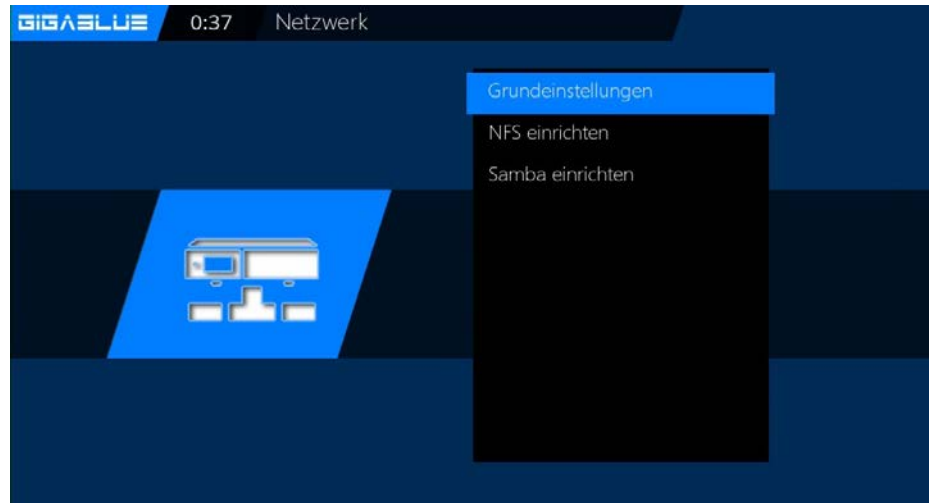 GIGABLUE 0:37 Netzwerk
Grundeinstellungen
NFS einrichten
Samba einrichten